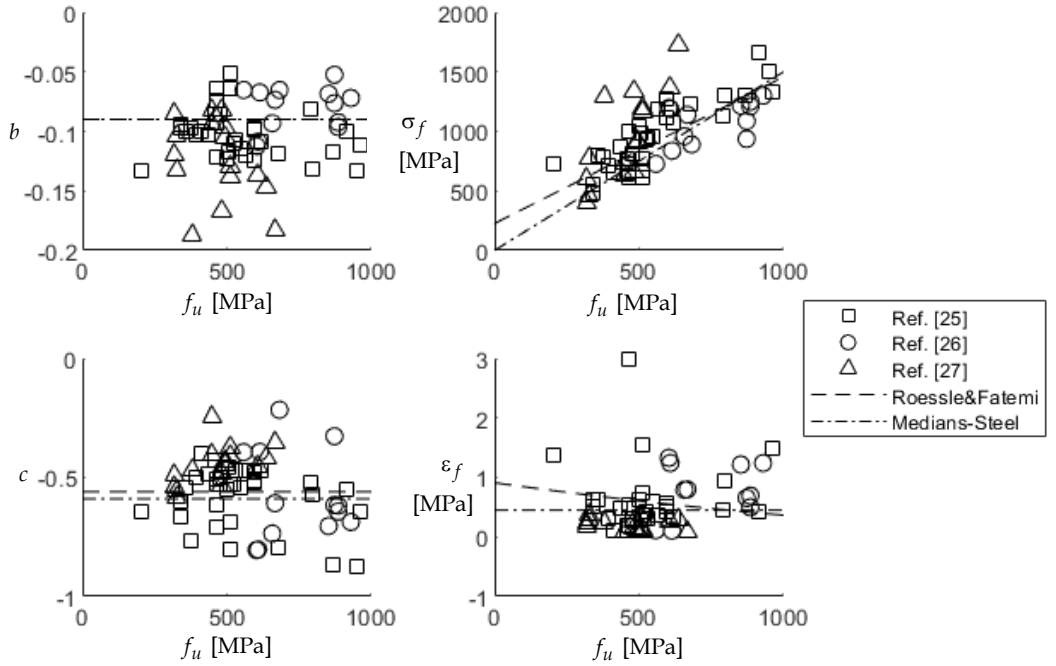 0
-0.05
b -0.1
-0.15
-0.2
0 500 1000
f_u [MPa]
2000
1500
σ_f 1000
[MPa]
500
0
0 500 1000
f_u [MPa]
0
c -0.5
-1
0 500 1000
f_u [MPa]
3
2
ε_f 1
[MPa]
0
-1
0 500 1000
f_u [MPa]
Ref. [25]
Ref. [26]
Ref. [27]
Roessle&Fatemi
Medians-Steel